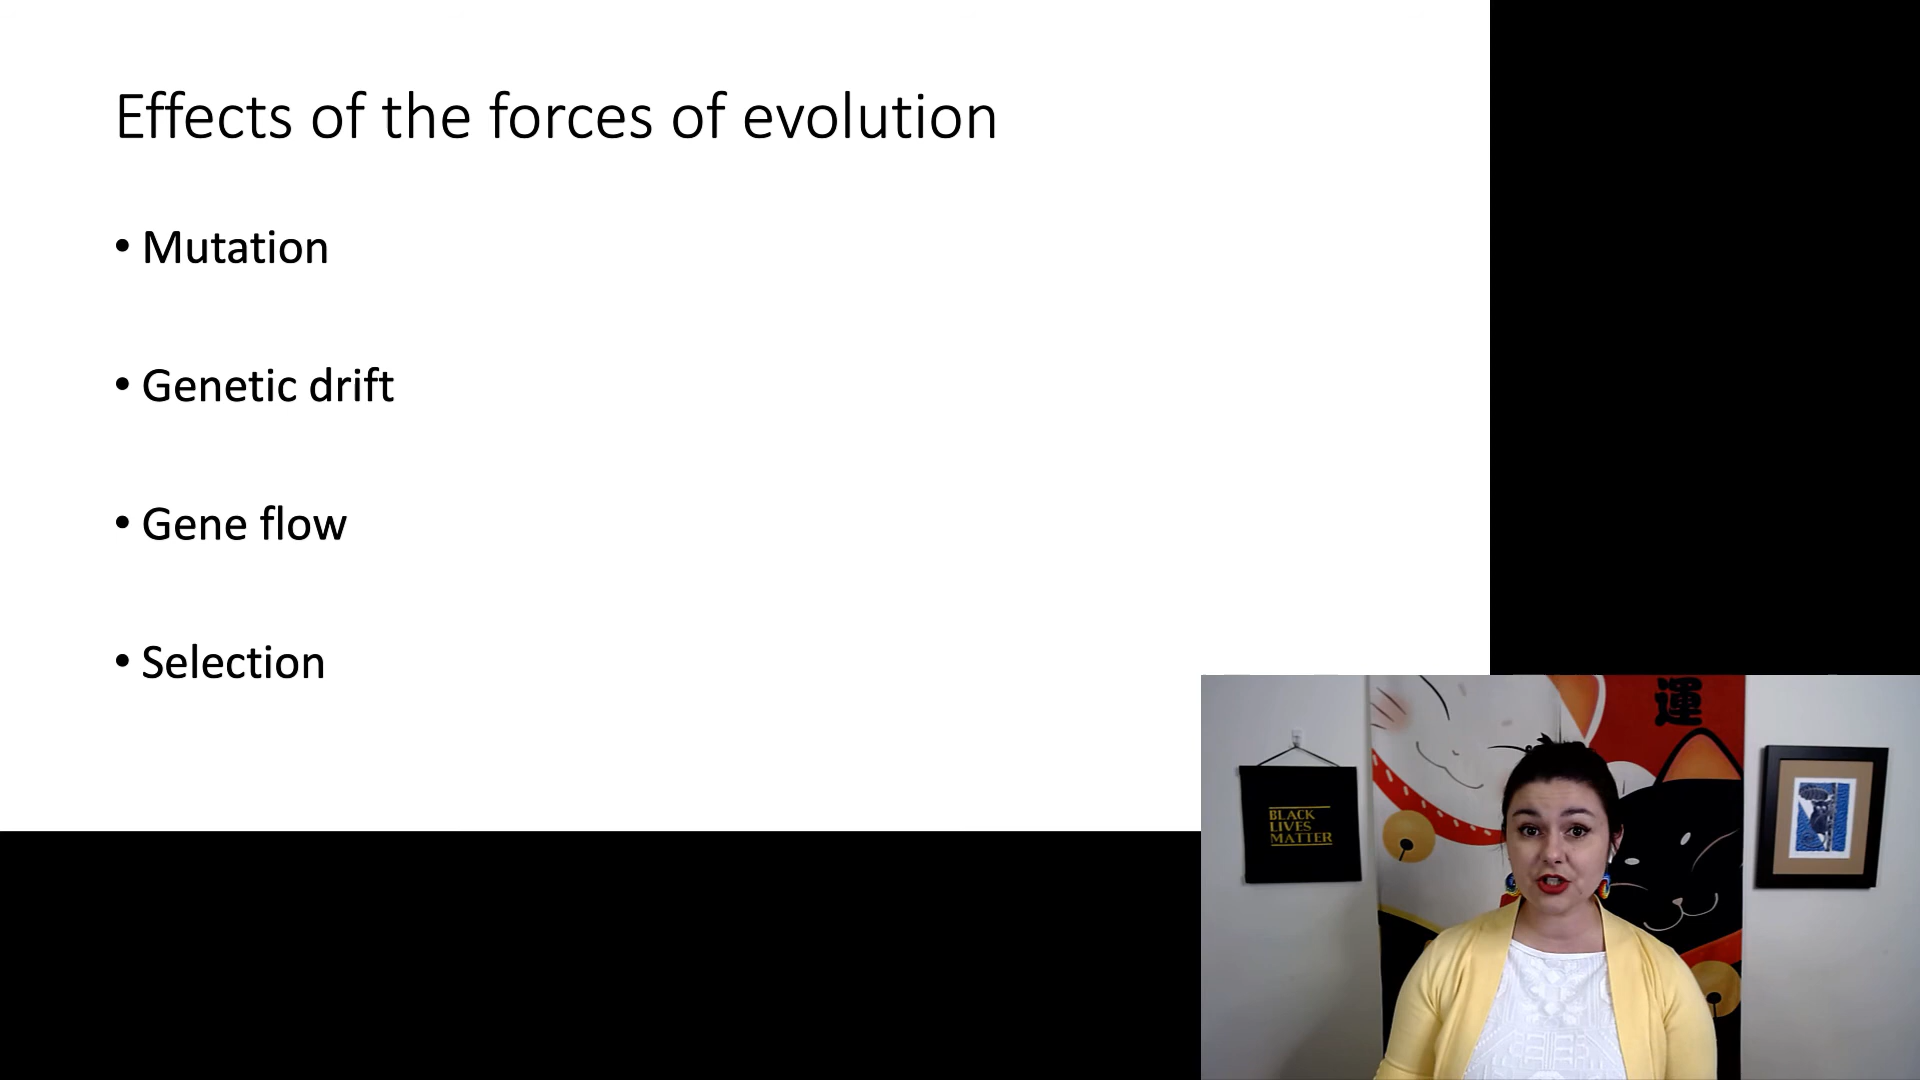 Effects of the forces of evolution
• Mutation
• Genetic drift
• Gene flow
• Selection
運
BLACK
LIVES
MATTER